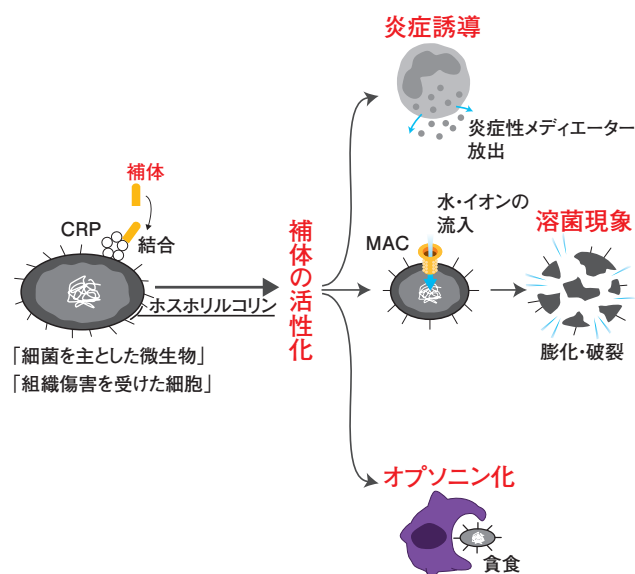 炎症誘導
炎症性メディエーター
放出
補体
CRP
結合
ホスホリルコリン
「細菌を主とした微生物」
「組織傷害を受けた細胞」
補体の活性化
水・イオンの
流入
MAC
溶菌現象
膨化・破裂
オプソニン化
貪食